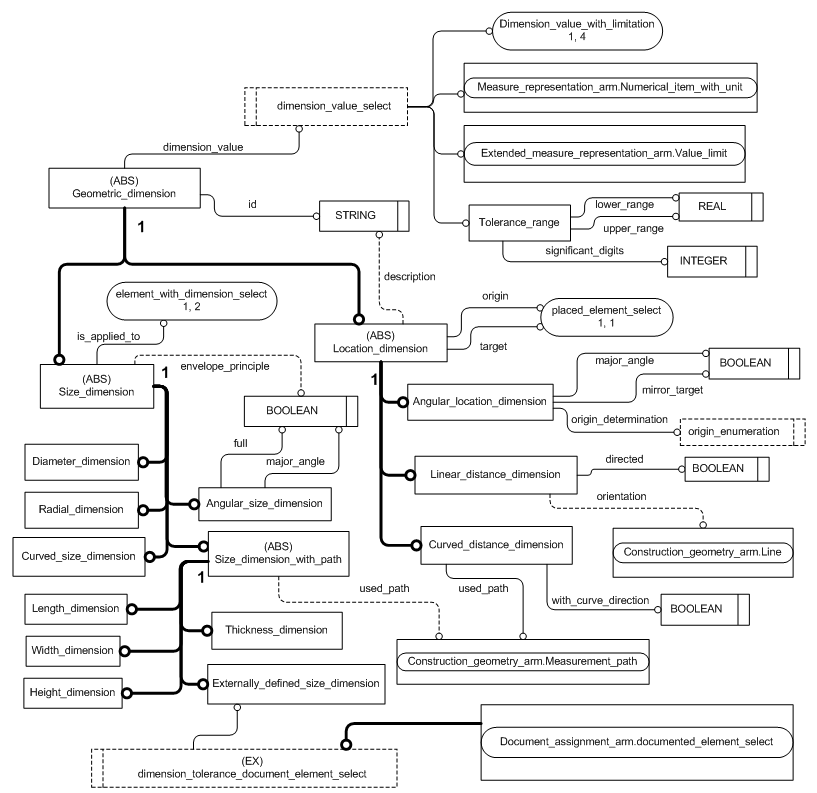 Dimension_value_with_limitation
1, 4
Measure_representation_arm.Numerical_item_with_unit
dimension_value_select
Extended_measure_representation_arm.Value_limit
dimension_value
(ABS)
Geometric_dimension
id
STRING
Tolerance_range
lower_range
upper_range
REAL
significant_digits
INTEGER
1
description
element_with_dimension_select
1, 2
is_applied_to
origin
placed_element_select
1, 1
target
(ABS)
Location_dimension
envelope_principle
(ABS)
Size_dimension
1
1
major_angle
BOOLEAN
mirror_target
Angular_location_dimension
origin_determination
origin_enumeration
BOOLEAN
full
major_angle
Diameter_dimension
Linear_distance_dimension
directed
BOOLEAN
orientation
Radial_dimension
Angular_size_dimension
Curved_size_dimension
(ABS)
Size_dimension_with_path
1
Curved_distance_dimension
Construction_geometry_arm.Line
used_path
used_path
with_curve_direction
BOOLEAN
Length_dimension
Thickness_dimension
Width_dimension
Construction_geometry_arm.Measurement_path
Height_dimension
Externally_defined_size_dimension
Document_assignment_arm.documented_element_select
(EX)
dimension_tolerance_document_element_select